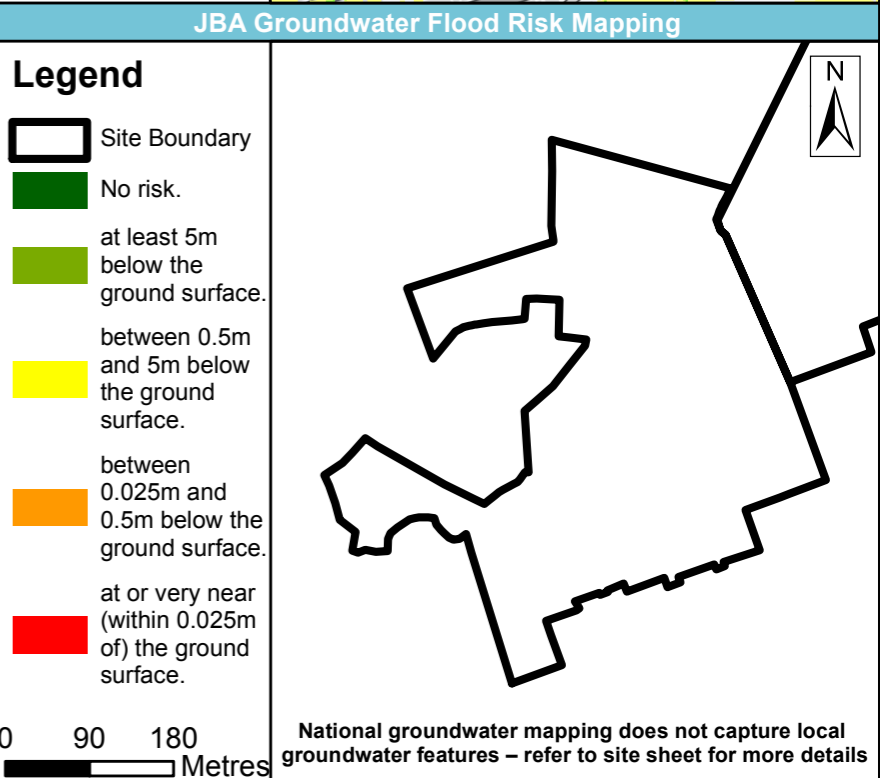 JBA Groundwater Flood Risk Mapping
Legend
Site Boundary
No risk.
at least 5m
below the
ground surface.
between 0.5m
and 5m below
the ground
surface.
between
0.025m and
0.5m below the
ground surface.
at or very near
(within 0.025m
of) the ground
surface.
0 90 180
Metres
N
National groundwater mapping does not capture local
groundwater features – refer to site sheet for more details